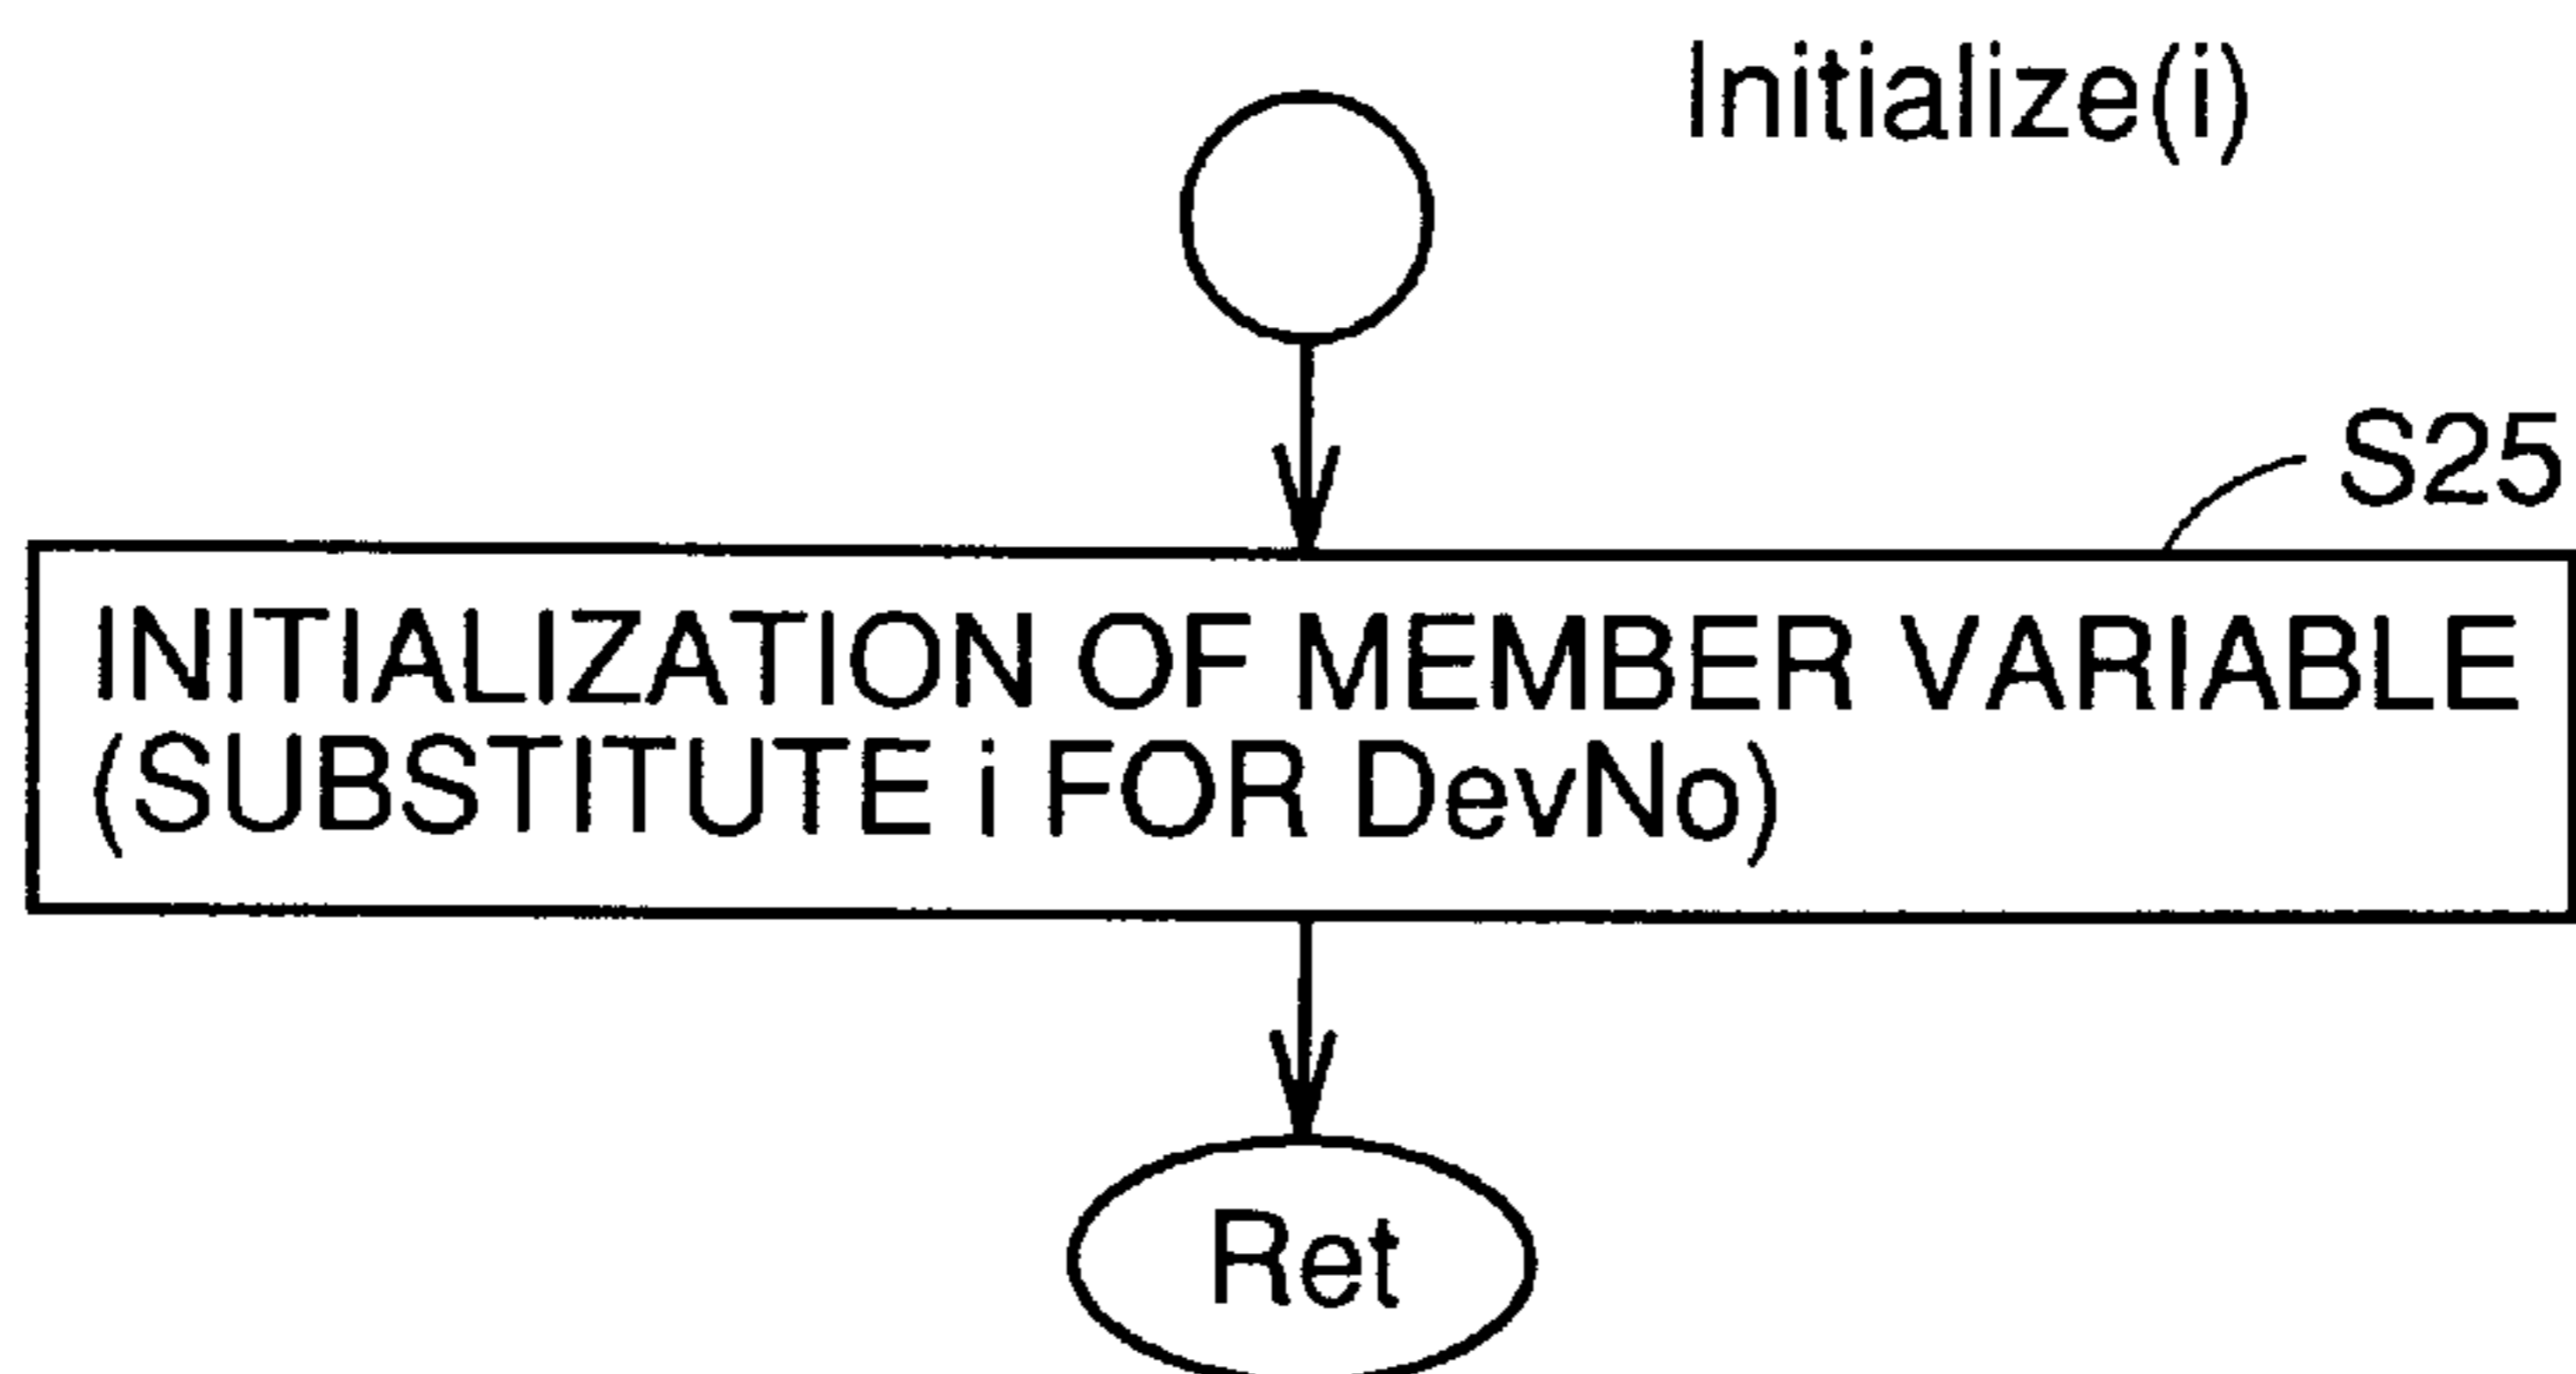 Initialize(i)
S25
INITIALIZATION OF MEMBER VARIABLE
(SUBSTITUTE i FOR DevNo)
Ret